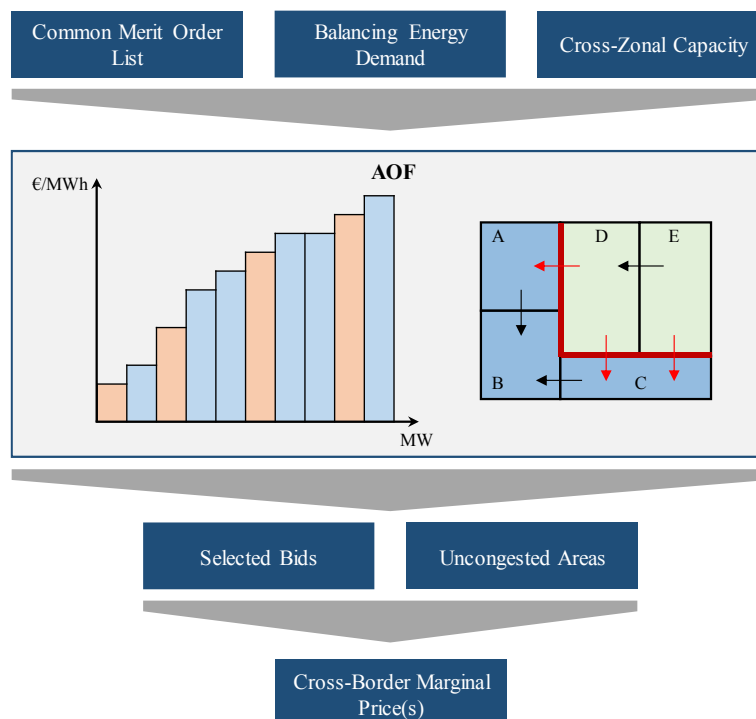 Common Merit Order
List
Balancing Energy
Demand
Cross-Zonal Capacity
AOF
€/MWh
MW
A
D
E
B
C
Selected Bids
Uncongested Areas
Cross-Border Marginal
Price(s)